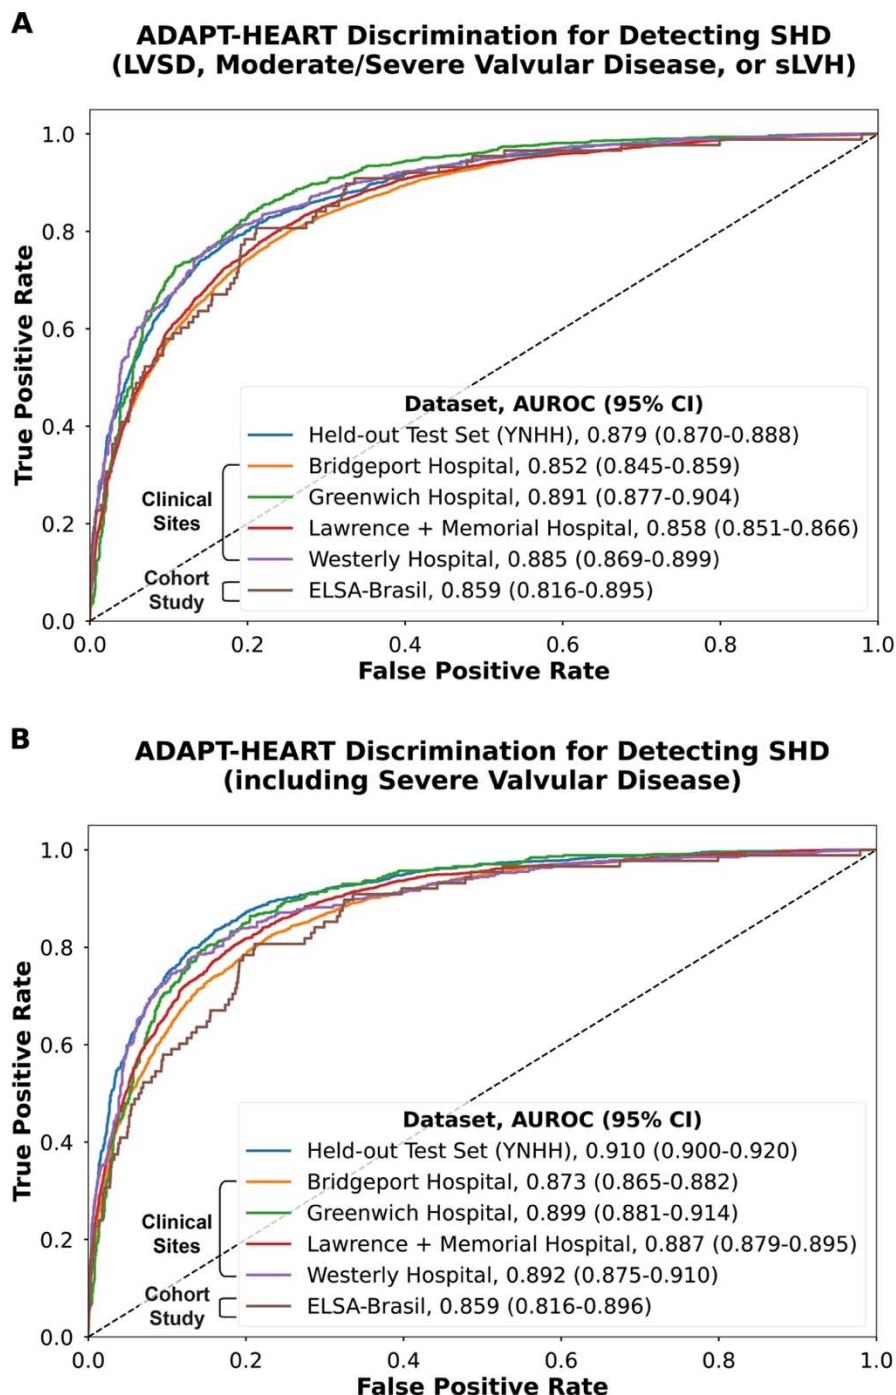 A
ADAPT-HEART Discrimination for Detecting SHD
(LVSD, Moderate/Severe Valvular Disease, or sLVH)
True Positive Rate
1.0
0.8
0.6
0.4
0.2
0.0
Dataset, AUROC (95% CI)
Held-out Test Set (YNHH), 0.879 (0.870-0.888)
Bridgeport Hospital, 0.852 (0.845-0.859)
Greenwich Hospital, 0.891 (0.877-0.904)
Lawrence + Memorial Hospital, 0.858 (0.851-0.866)
Westerly Hospital, 0.885 (0.869-0.899)
ELSA-Brasil, 0.859 (0.816-0.895)
Clinical
Sites
Cohort
Study
0.0 0.2 0.4 0.6 0.8 1.0
False Positive Rate
B
ADAPT-HEART Discrimination for Detecting SHD
(including Severe Valvular Disease)
True Positive Rate
1.0
0.8
0.6
0.4
0.2
0.0
Dataset, AUROC (95% CI)
Held-out Test Set (YNHH), 0.910 (0.900-0.920)
Bridgeport Hospital, 0.873 (0.865-0.882)
Greenwich Hospital, 0.899 (0.881-0.914)
Lawrence + Memorial Hospital, 0.887 (0.879-0.895)
Westerly Hospital, 0.892 (0.875-0.910)
ELSA-Brasil, 0.859 (0.816-0.896)
Clinical
Sites
Cohort
Study
0.0 0.2 0.4 0.6 0.8 1.0
False Positive Rate